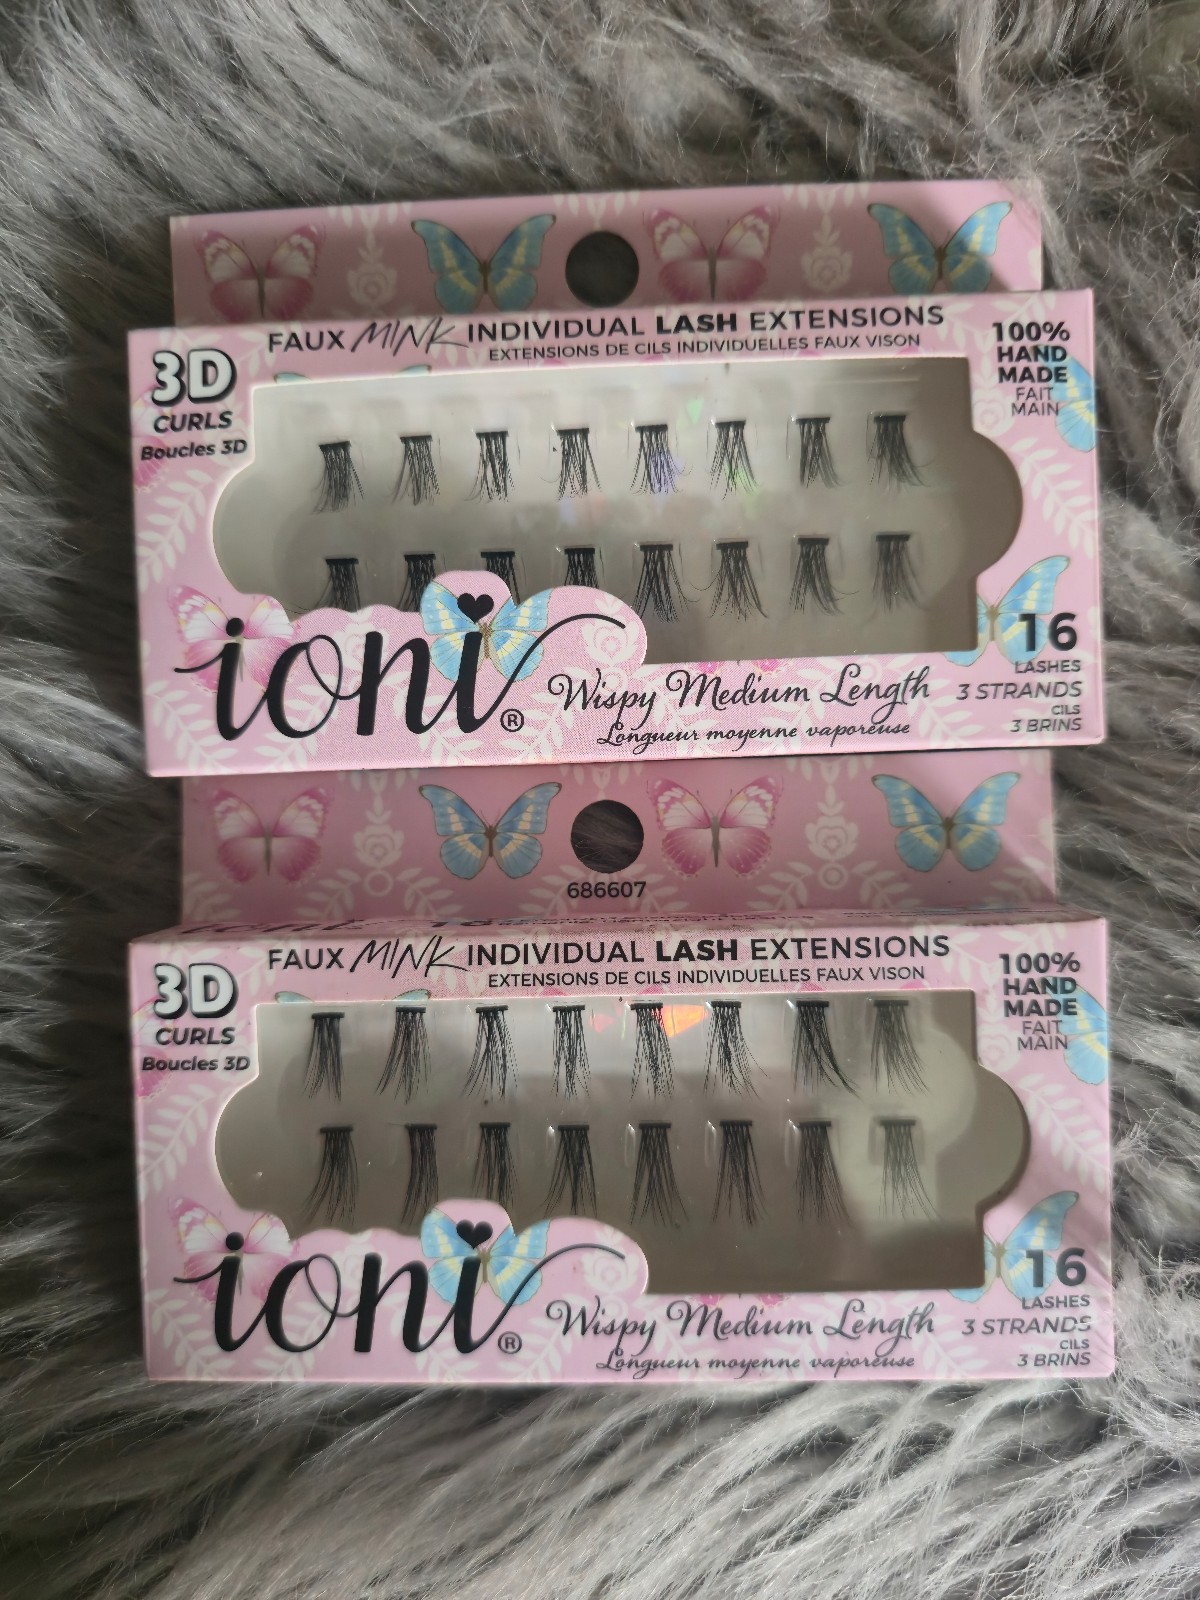 FAUX MINK INDIVIDUAL LASH EXTENSIONS
EXTENSIONS DE CILS INDIVIDUELLES FAUX VISON
3D
CURLS
Boucles 3D
100%
HAND
MADE
FAIT
MAIN
ioni®
Wispy Medium Length
Longueur moyenne vaporeuse
16
LASHES
3 STRANDS
CILS
3 BRINS
686607
FAUX MINK INDIVIDUAL LASH EXTENSIONS
EXTENSIONS DE CILS INDIVIDUELLES FAUX VISON
3D
CURLS
Boucles 3D
100%
HAND
MADE
FAIT
MAIN
ioni®
Wispy Medium Length
Longueur moyenne vaporeuse
16
LASHES
3 STRANDS
CILS
3 BRINS